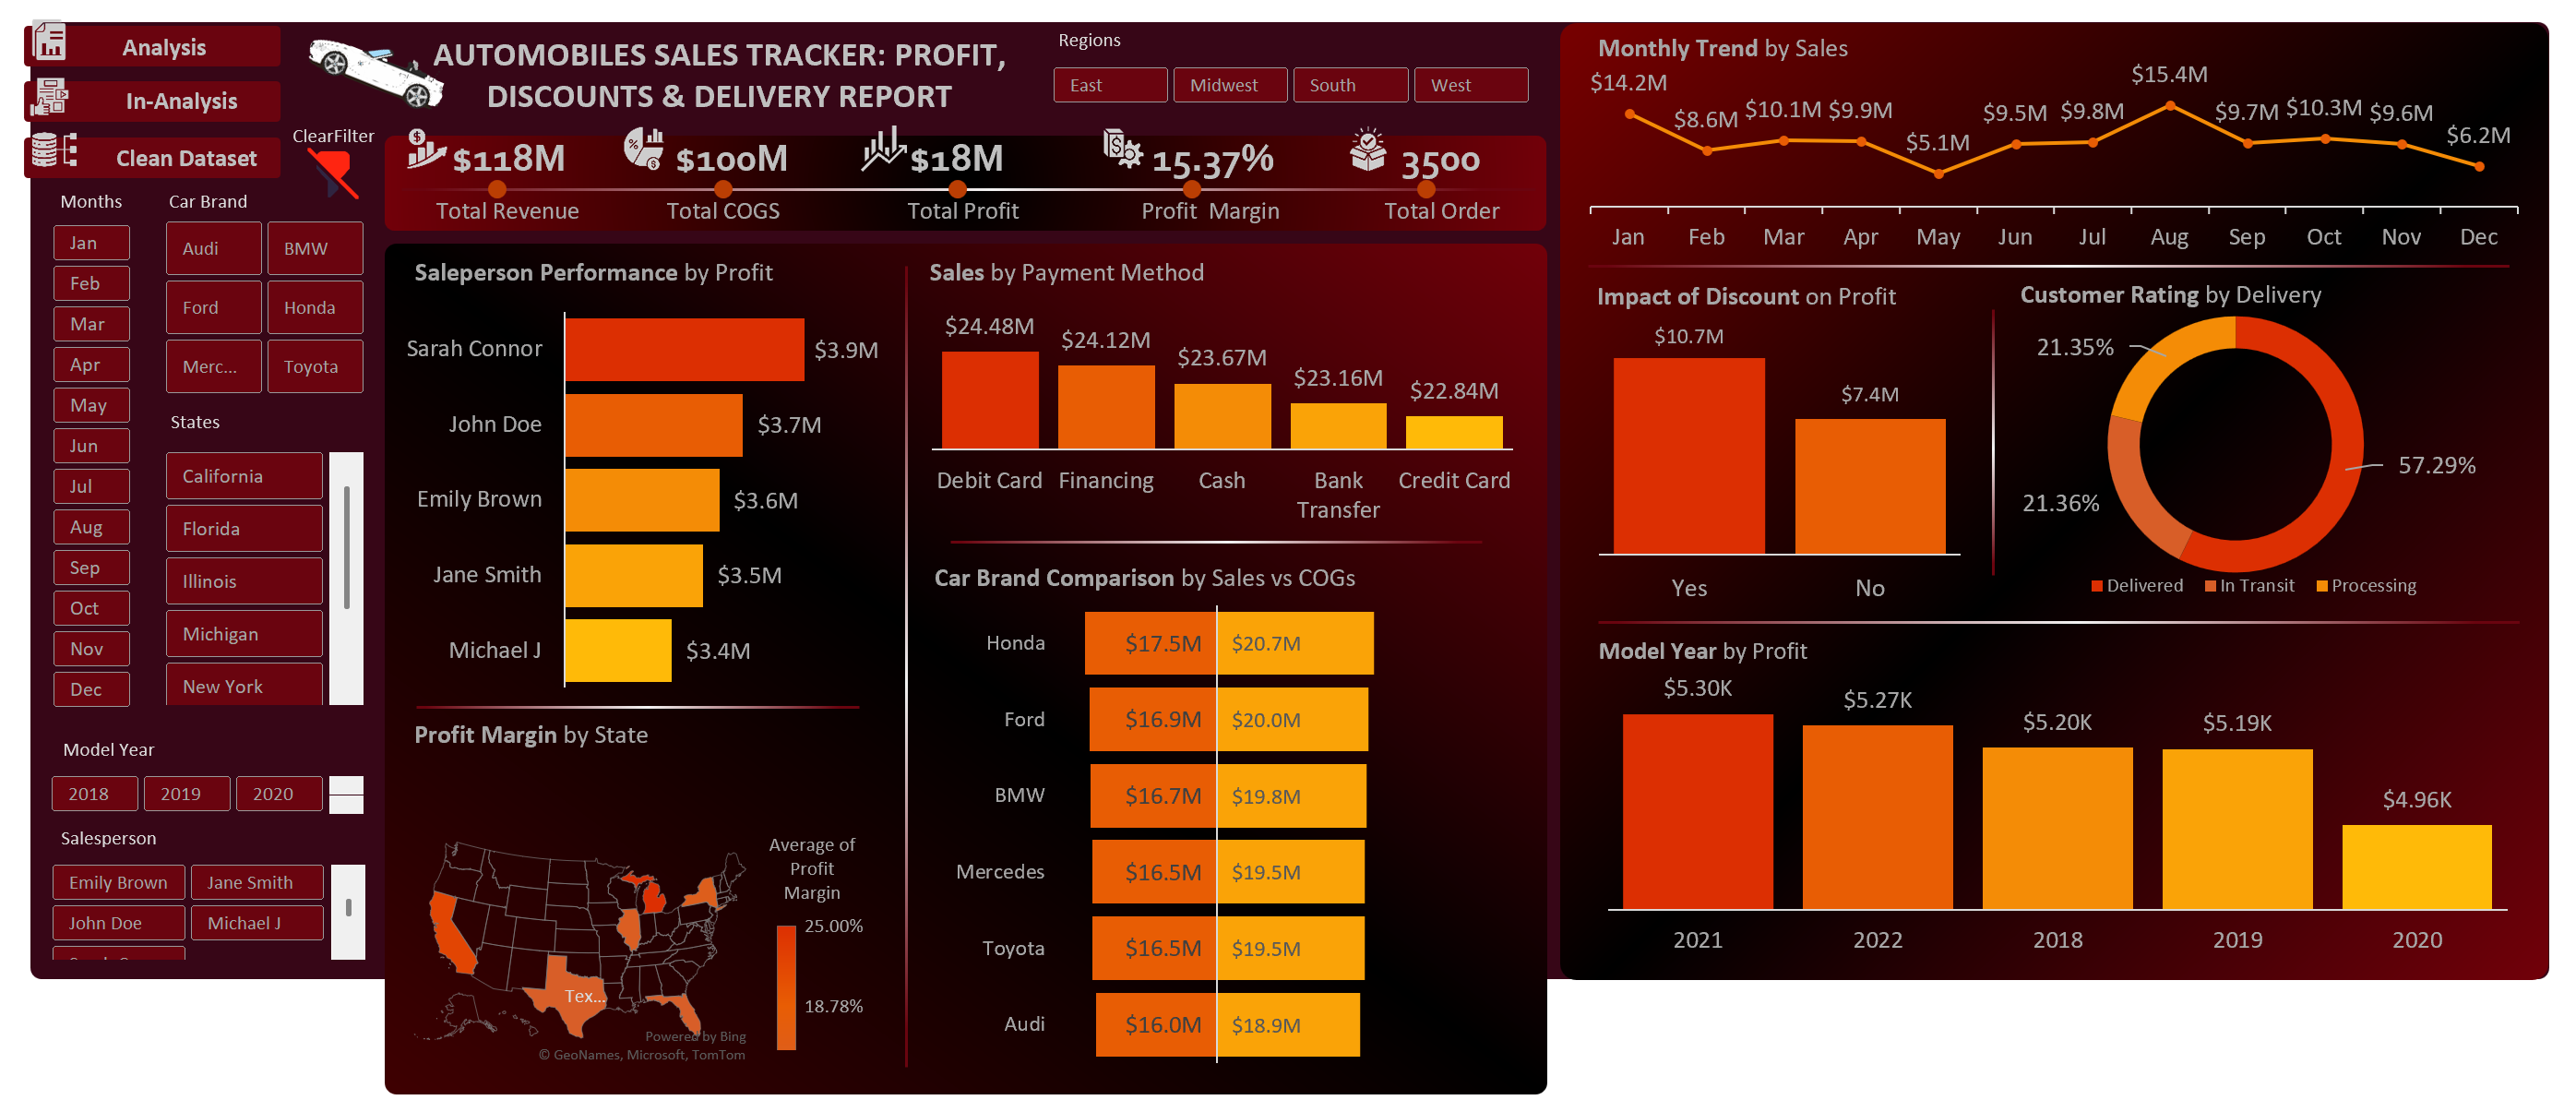 Analysis
In-Analysis
Clean Dataset
ClearFilter
AUTOMOBILES SALES TRACKER: PROFIT,
DISCOUNTS & DELIVERY REPORT
Regions
East Midwest South West
$118M $100M $18M 15.37% 3500
Total Revenue Total COGS Total Profit Profit Margin Total Order
Months
Jan
Feb
Mar
Apr
May
Jun
Jul
Aug
Sep
Oct
Nov
Dec
Car Brand
Audi BMW
Ford Honda
Merc... Toyota
States
California
Florida
Illinois
Michigan
New York
Model Year
2018 2019 2020
Salesperson
Emily Brown Jane Smith
John Doe Michael J
Saleperson Performance by Profit
Sarah Connor $3.9M
John Doe $3.7M
Emily Brown $3.6M
Jane Smith $3.5M
Michael J $3.4M
Profit Margin by State
Average of
Profit
Margin
25.00%
18.78%
Tex...
Powered by Bing
© GeoNames, Microsoft, TomTom
Sales by Payment Method
$24.48M $24.12M $23.67M $23.16M $22.84M
Debit Card Financing Cash Bank Credit Card
Transfer
Car Brand Comparison by Sales vs COGs
Honda $17.5M $20.7M
Ford $16.9M $20.0M
BMW $16.7M $19.8M
Mercedes $16.5M $19.5M
Toyota $16.5M $19.5M
Audi $16.0M $18.9M
Monthly Trend by Sales
$14.2M $8.6M $10.1M $9.9M $5.1M $9.5M $9.8M $15.4M $9.7M $10.3M $9.6M $6.2M
Jan Feb Mar Apr May Jun Jul Aug Sep Oct Nov Dec
Impact of Discount on Profit
$10.7M
$7.4M
Yes No
Customer Rating by Delivery
21.35%
57.29%
21.36%
Delivered In Transit Processing
Model Year by Profit
$5.30K $5.27K $5.20K $5.19K $4.96K
2021 2022 2018 2019 2020